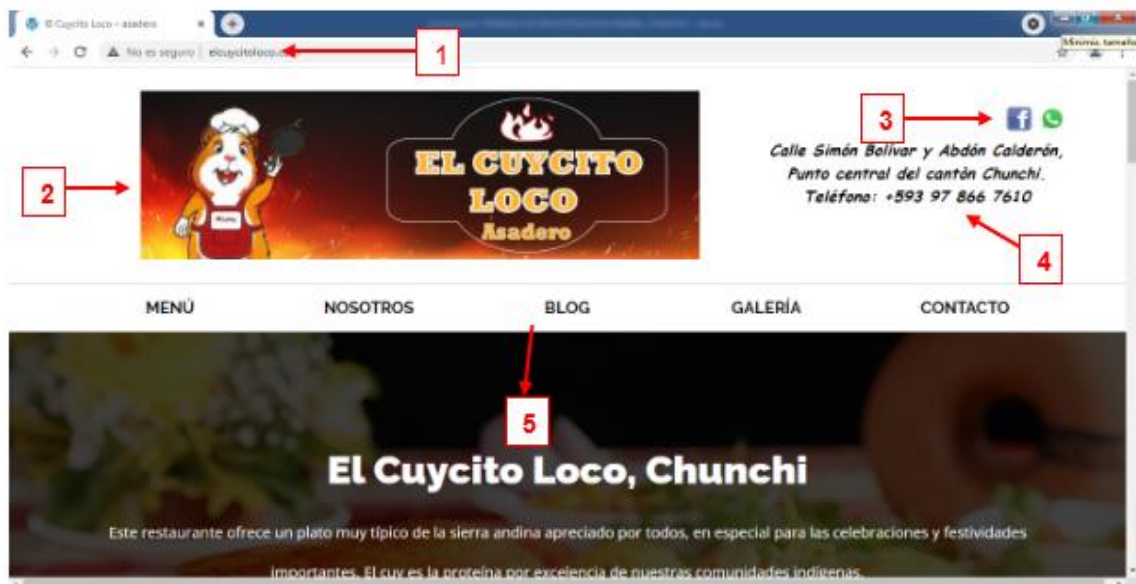 El Cuycito Loco – asadero
1
No es seguro | elcuycitoloco.c
2
EL CUYCITO
LOCO
Asadero
3
Calle Simón Bolívar y Abdón Calderón,
Punto central del cantón Chunchi.
Teléfono: +593 97 866 7610
4
MENÚ NOSOTROS BLOG GALERÍA CONTACTO
5
El Cuycito Loco, Chunchi
Este restaurante ofrece un plato muy típico de la sierra andina apreciado por todos, en especial para las celebraciones y festividades
importantes. El cuy es la proteína por excelencia de nuestras comunidades indígenas.